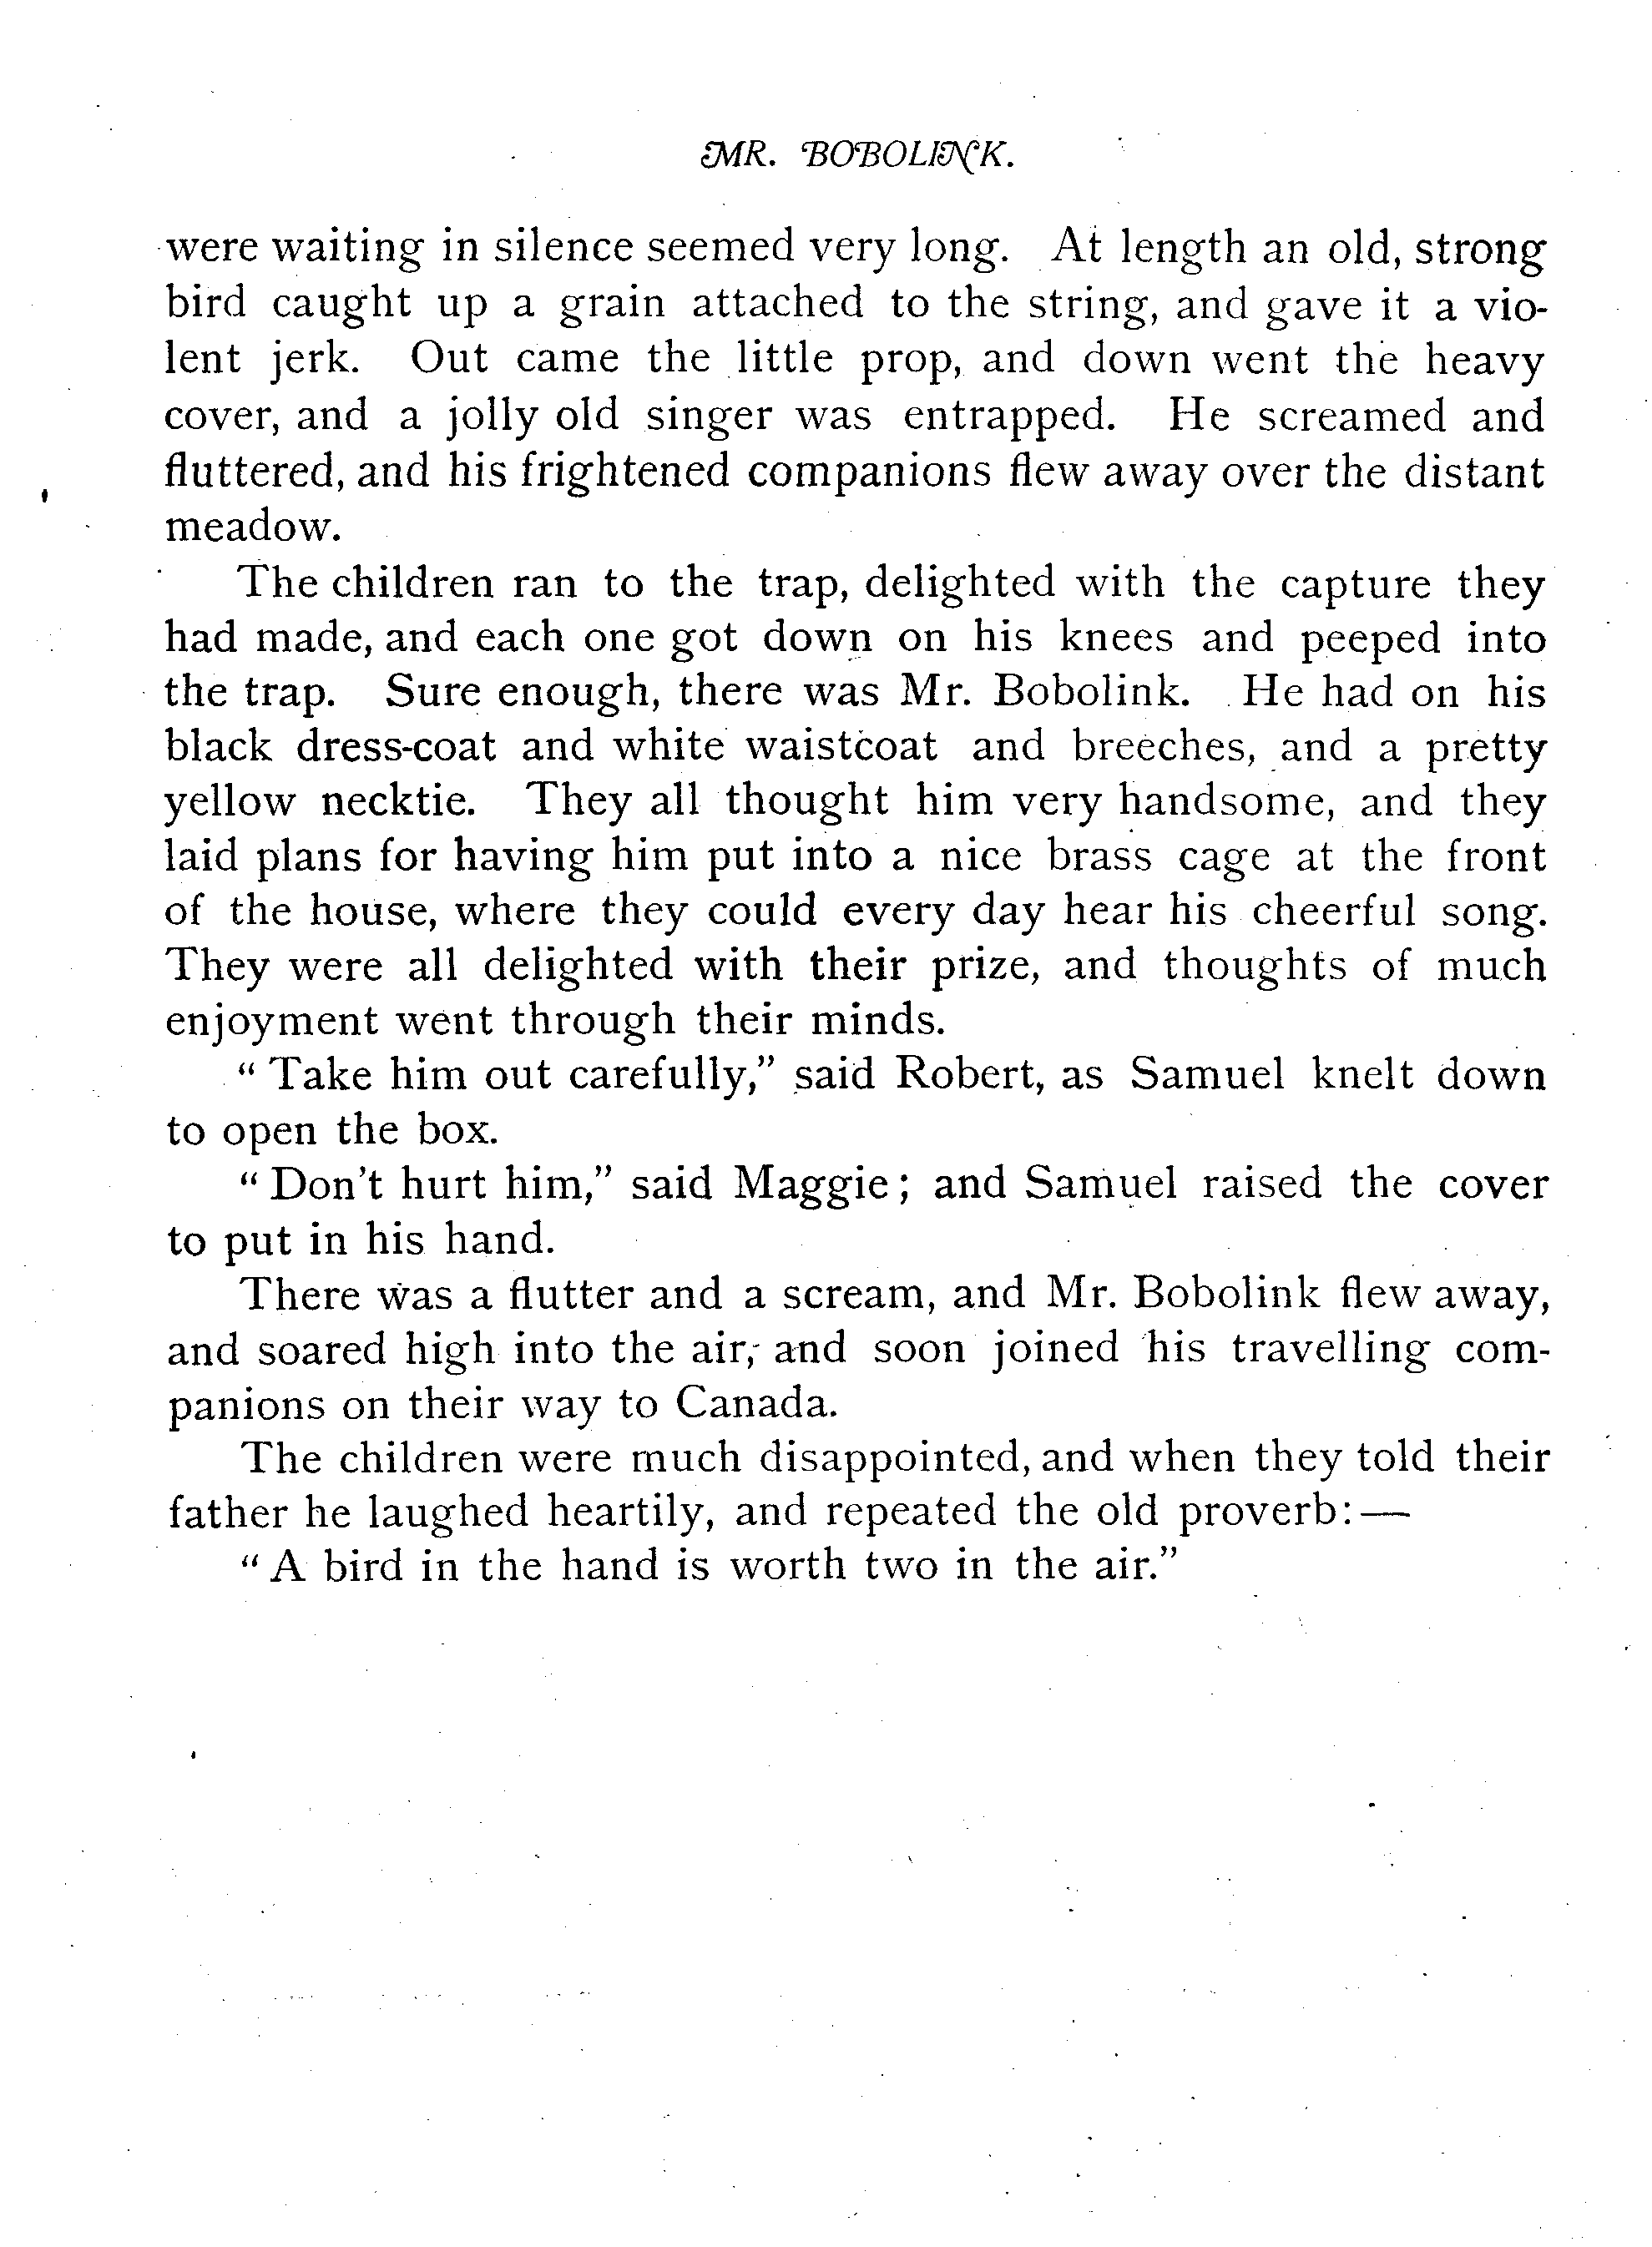 MR. BOBOLINK.
were waiting in silence seemed very long. At length an old, strong
bird caught up a grain attached to the string, and gave it a vio-
lent jerk. Out came the little prop, and down went the heavy
cover, and a jolly old singer was entrapped. He screamed and
fluttered, and his frightened companions flew away over the distant
meadow.
The children ran to the trap, delighted with the capture they
had made, and each one got down on his knees and peeped into
the trap. Sure enough, there was Mr. Bobolink. He had on his
black dress-coat and white waistcoat and breeches, and a pretty
yellow necktie. They all thought him very handsome, and they
laid plans for having him put into a nice brass cage at the front
of the house, where they could every day hear his cheerful song.
They were all delighted with their prize, and thoughts of much
enjoyment went through their minds.
“Take him out carefully,” said Robert, as Samuel knelt down
to open the box.
“Don't hurt him,” said Maggie; and Samuel raised the cover
to put in his hand.
There was a flutter and a scream, and Mr. Bobolink flew away,
and soared high into the air, and soon joined his travelling com-
panions on their way to Canada.
The children were much disappointed, and when they told their
father he laughed heartily, and repeated the old proverb:—
“A bird in the hand is worth two in the air.”